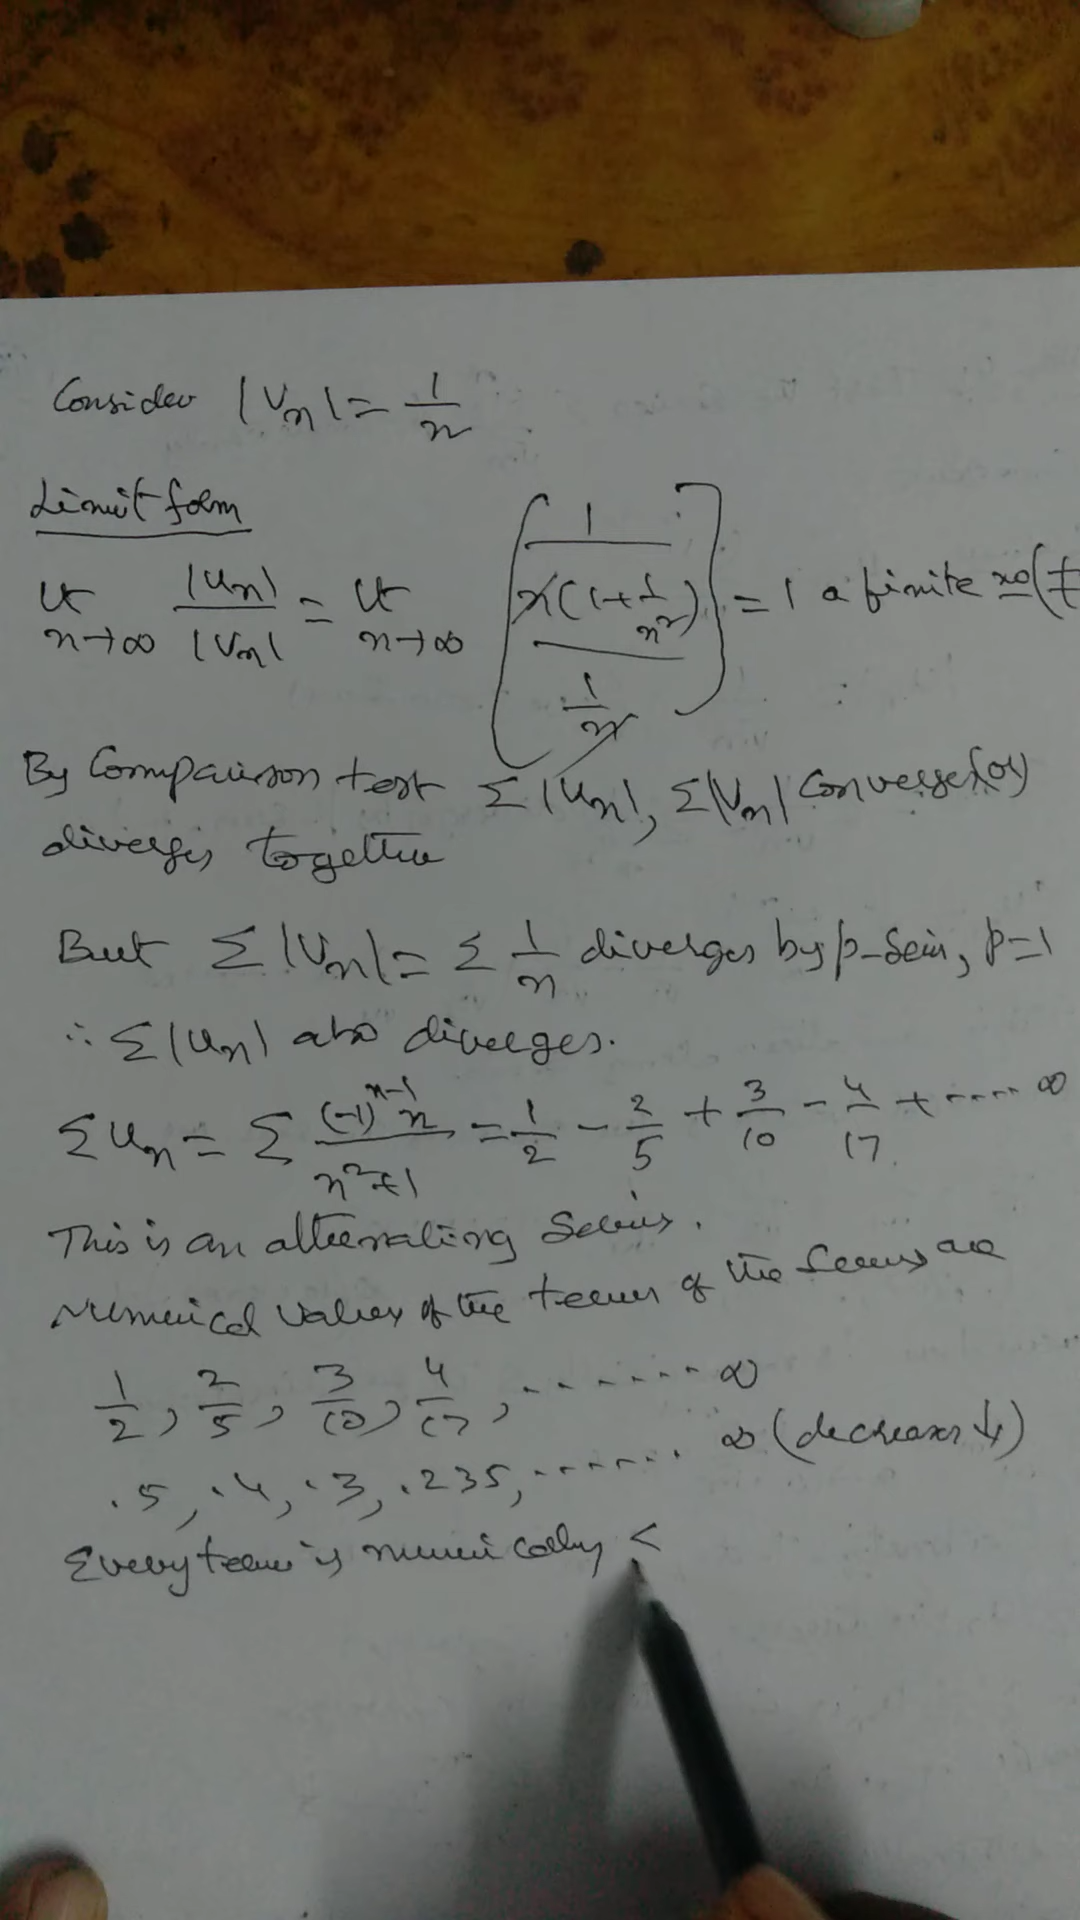 Consider |Vn| = 1/n
Limit form
Lt n→∞ |Un|/|Vn| = Lt n→∞ [ (1/(n(1+1/n²))) / (1/n) ] = 1 a finite no (≠
By Comparison test Σ|Un|, Σ|Vn| Converges (or)
diverges together
But Σ|Vn| = Σ 1/n diverges by p-Series, p=1
∴ Σ|Un| also diverges.
ΣUn = Σ (-1)^(n-1) n/(n²+1) = 1/2 - 2/5 + 3/10 - 4/17 + ..... ∞
This is an alternating Series.
Numerical values of the terms of the Series are
1/2, 2/5, 3/10, 4/17, ....... ∞
.5, .4, .3, .235, ....... ∞ (decreases ↓)
Every term is numerically <